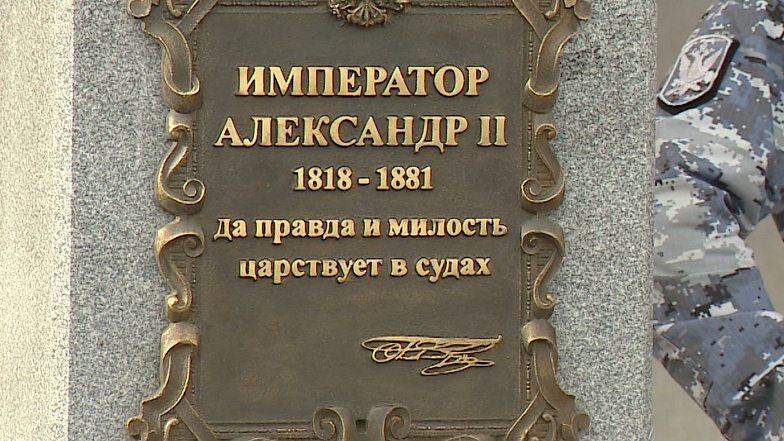 ИМПЕРАТОР
АЛЕКСАНДР II
1818 - 1881
да правда и милость
царствует в судах